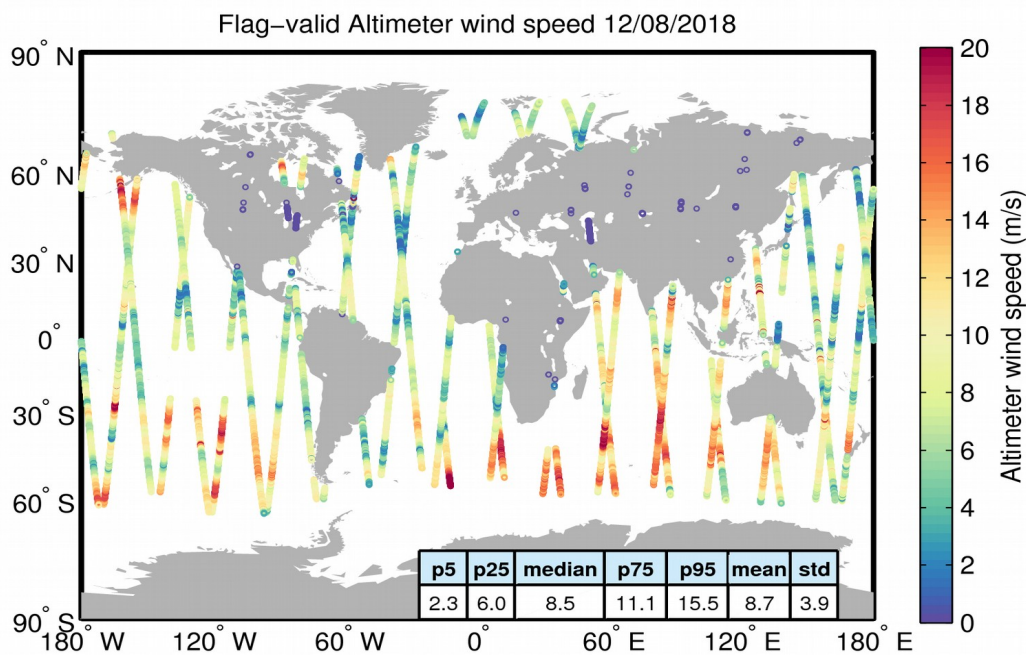 Flag−valid Altimeter wind speed 12/08/2018
90° N
60° N
30° N
0°
30° S
60° S
90° S
180° W
120° W
60° W
0°
60° E
120° E
180° E
p5 p25 median p75 p95 mean std
2.3 6.0 8.5 11.1 15.5 8.7 3.9
20
18
16
14
12
10
8
6
4
2
0
Altimeter wind speed (m/s)